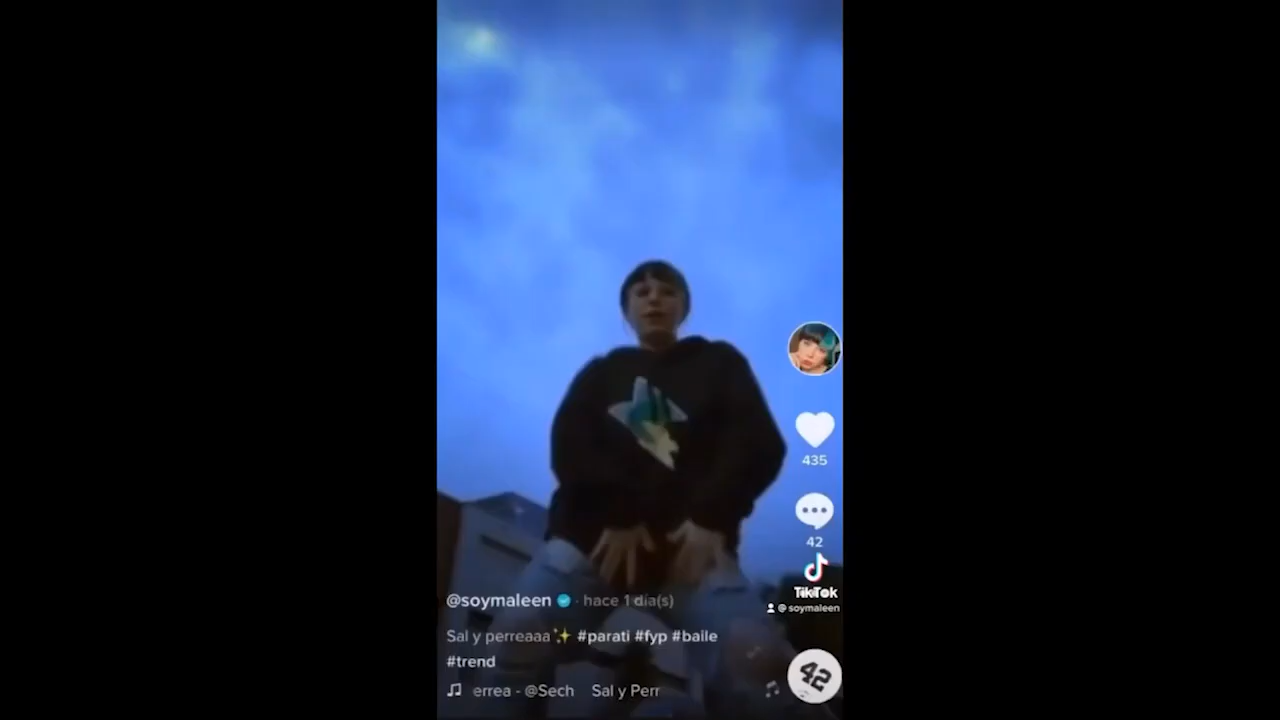 435
42
TikTok
@ soymaleen
@soymaleen · hace 1 día(s)
Sal y perreaaa✨ #parati #fyp #baile
#trend
errea - @Sech Sal y Perr
42